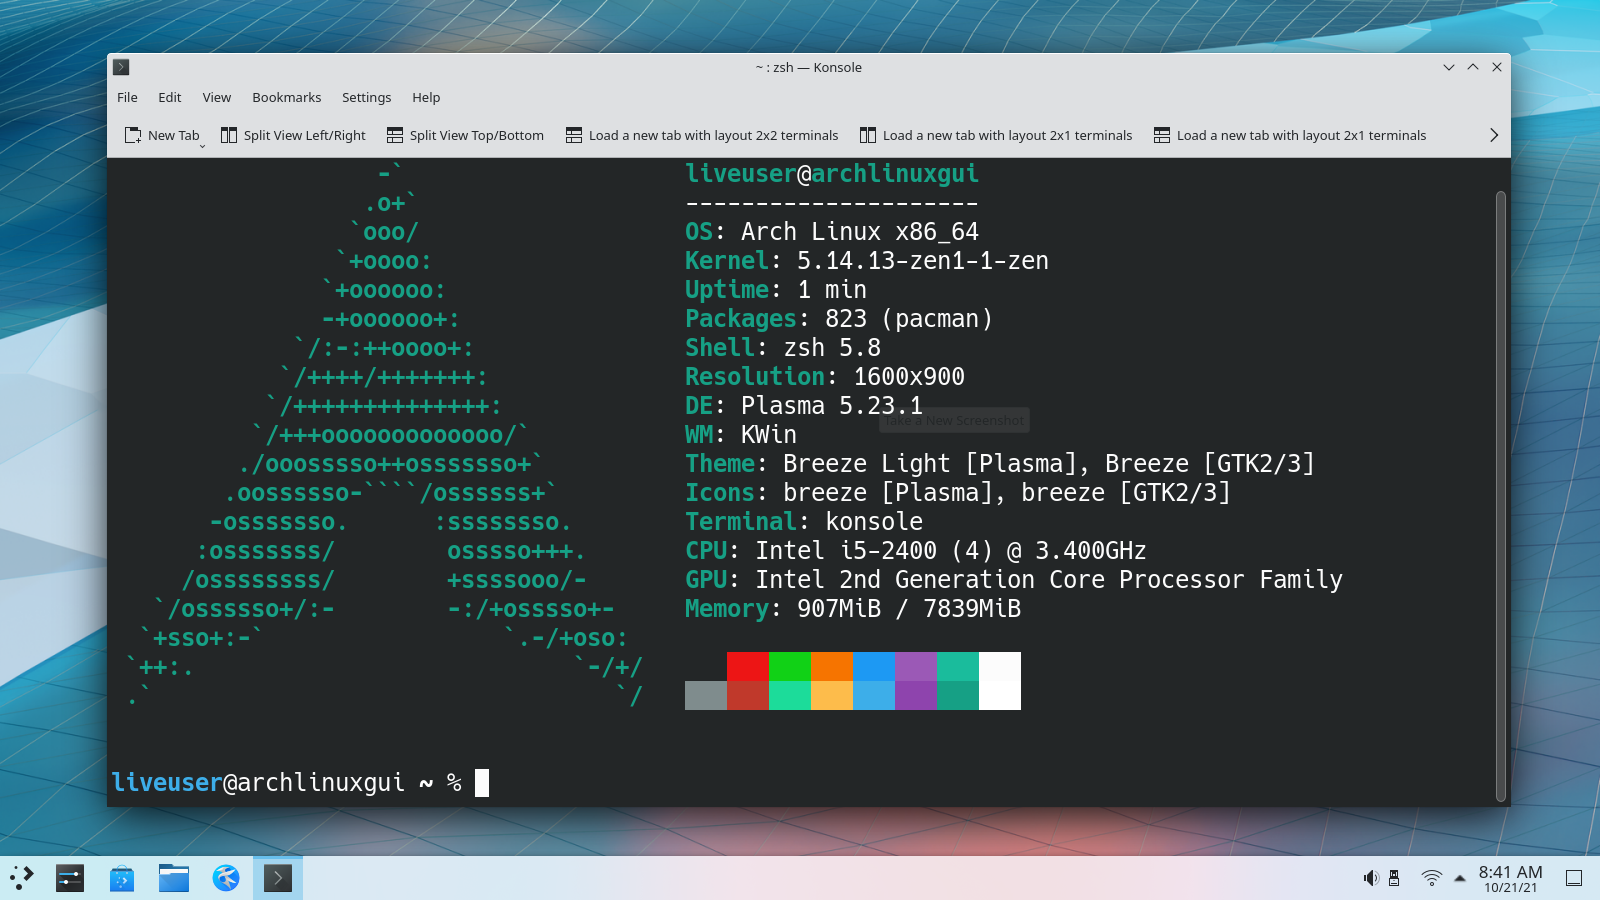 ~ : zsh — Konsole
File Edit View Bookmarks Settings Help
New Tab Split View Left/Right Split View Top/Bottom Load a new tab with layout 2x2 terminals Load a new tab with layout 2x1 terminals Load a new tab with layout 2x1 terminals
                   -`                    liveuser@archlinuxgui
                  .o+`                   ---------------------
                 `ooo/                   OS: Arch Linux x86_64
                `+oooo:                  Kernel: 5.14.13-zen1-1-zen
               `+oooooo:                 Uptime: 1 min
               -+oooooo+:                Packages: 823 (pacman)
             `/:-:++oooo+:               Shell: zsh 5.8
            `/++++/+++++++:              Resolution: 1600x900
           `/++++++++++++++:             DE: Plasma 5.23.1
Take a New Screenshot
          `/+++ooooooooooooo/`           WM: KWin
         ./ooosssso++osssssso+`          Theme: Breeze Light [Plasma], Breeze [GTK2/3]
        .oossssso-````/ossssss+`         Icons: breeze [Plasma], breeze [GTK2/3]
       -osssssso.      :ssssssso.        Terminal: konsole
      :osssssss/        osssso+++.       CPU: Intel i5-2400 (4) @ 3.400GHz
     /ossssssss/        +ssssooo/-       GPU: Intel 2nd Generation Core Processor Family
   `/ossssso+/:-        -:/+osssso+-     Memory: 907MiB / 7839MiB
  `+sso+:-`                 `.-/+oso:
 `++:.                           `-/+/
 .`                                 `/
liveuser@archlinuxgui ~ %
8:41 AM
10/21/21